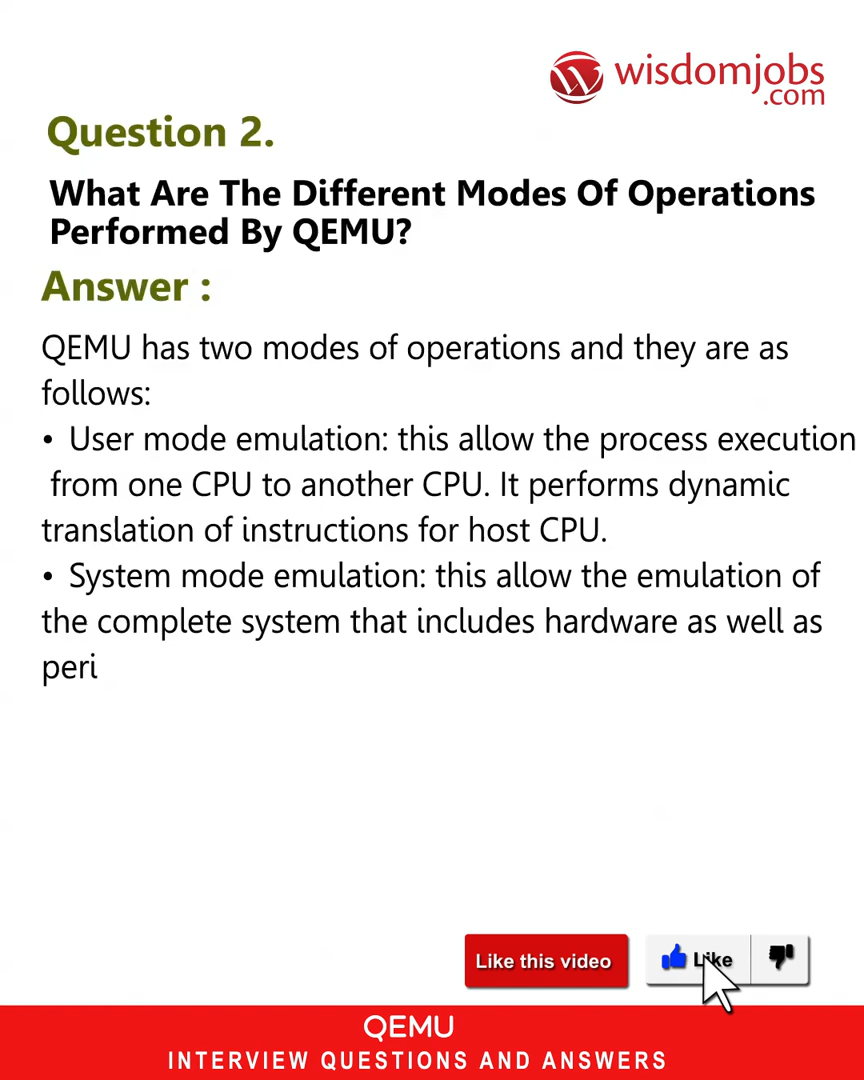 wisdomjobs
.com
Question 2.
What Are The Different Modes Of Operations
Performed By QEMU?
Answer :
QEMU has two modes of operations and they are as
follows:
• User mode emulation: this allow the process execution
from one CPU to another CPU. It performs dynamic
translation of instructions for host CPU.
• System mode emulation: this allow the emulation of
the complete system that includes hardware as well as
peri
Like this video
Like
QEMU
INTERVIEW QUESTIONS AND ANSWERS